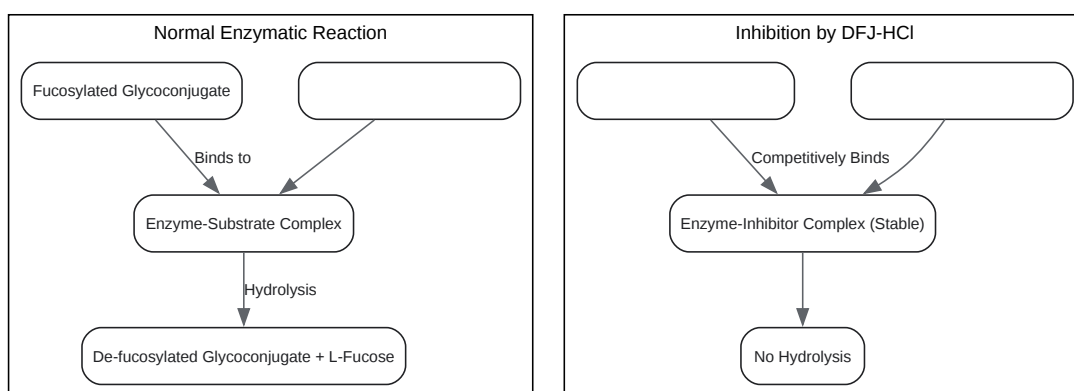 Normal Enzymatic Reaction
Fucosylated Glycoconjugate
Binds to
Enzyme-Substrate Complex
Hydrolysis
De-fucosylated Glycoconjugate + L-Fucose
Inhibition by DFJ-HCl
Competitively Binds
Enzyme-Inhibitor Complex (Stable)
No Hydrolysis